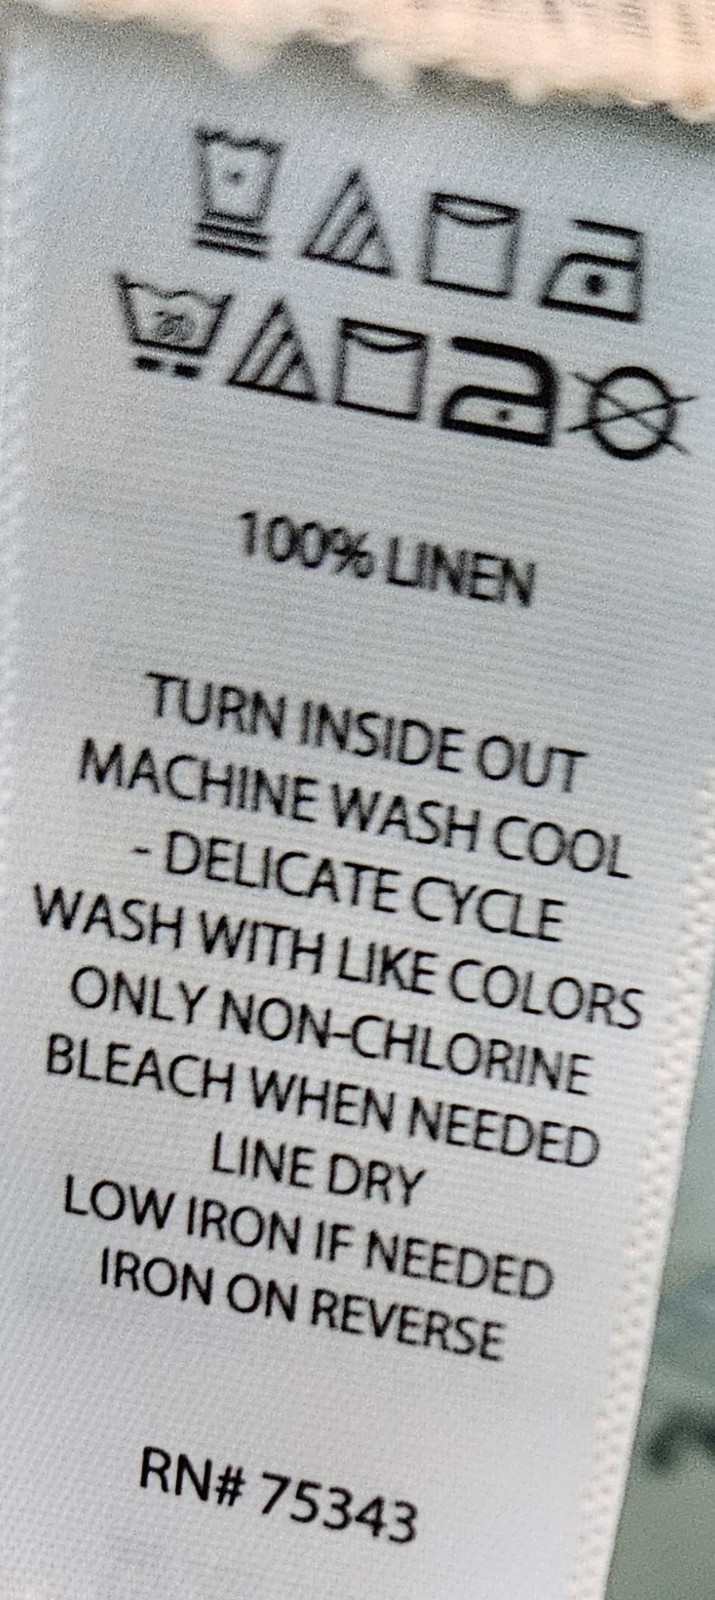 30
100% LINEN
TURN INSIDE OUT
MACHINE WASH COOL
- DELICATE CYCLE
WASH WITH LIKE COLORS
ONLY NON-CHLORINE
BLEACH WHEN NEEDED
LINE DRY
LOW IRON IF NEEDED
IRON ON REVERSE
RN# 75343